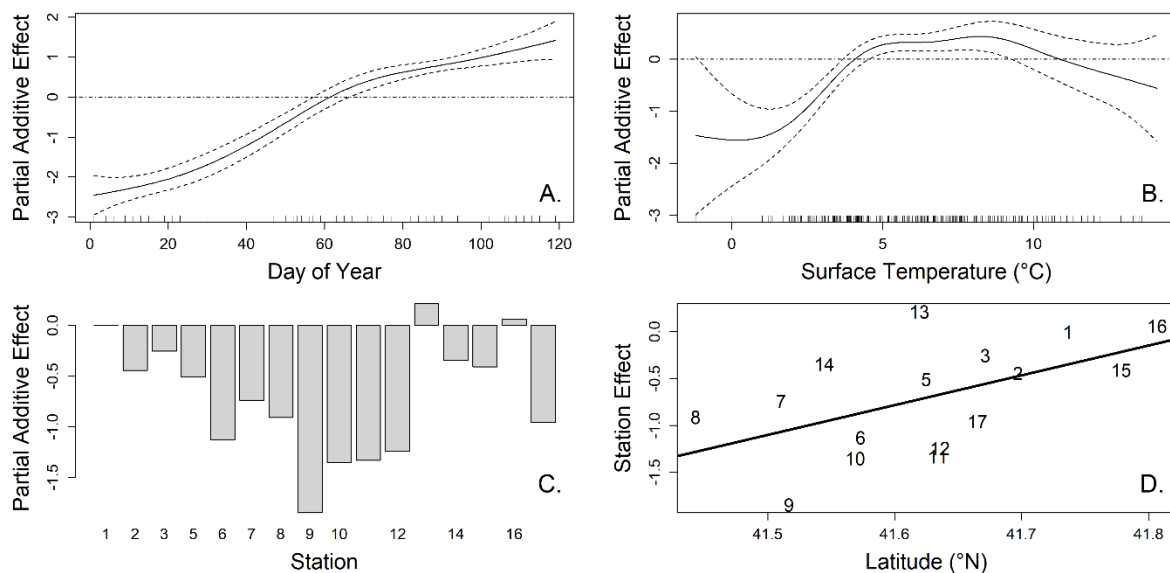 Partial Additive Effect
2
1
0
-1
-2
-3
A.
0 20 40 60 80 100 120
Day of Year
Partial Additive Effect
0
-1
-2
-3
B.
0 5 10
Surface Temperature (°C)
Partial Additive Effect
0.0
-0.5
-1.0
-1.5
C.
1 2 3 5 6 7 8 9 10 12 14 16
Station
Station Effect
0.0
-0.5
-1.0
-1.5
13
1
16
3
14
2
15
5
7
8
17
6
12
10
11
9
D.
41.5 41.6 41.7 41.8
Latitude (°N)